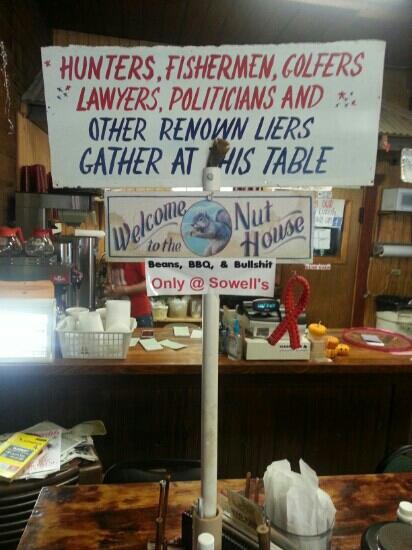 HUNTERS, FISHERMEN, GOLFERS
LAWYERS, POLITICIANS AND
OTHER RENOWN LIERS
GATHER AT THIS TABLE
Welcome to the Nut House
Beans, BBQ, & Bullshit
Only @ Sowell's